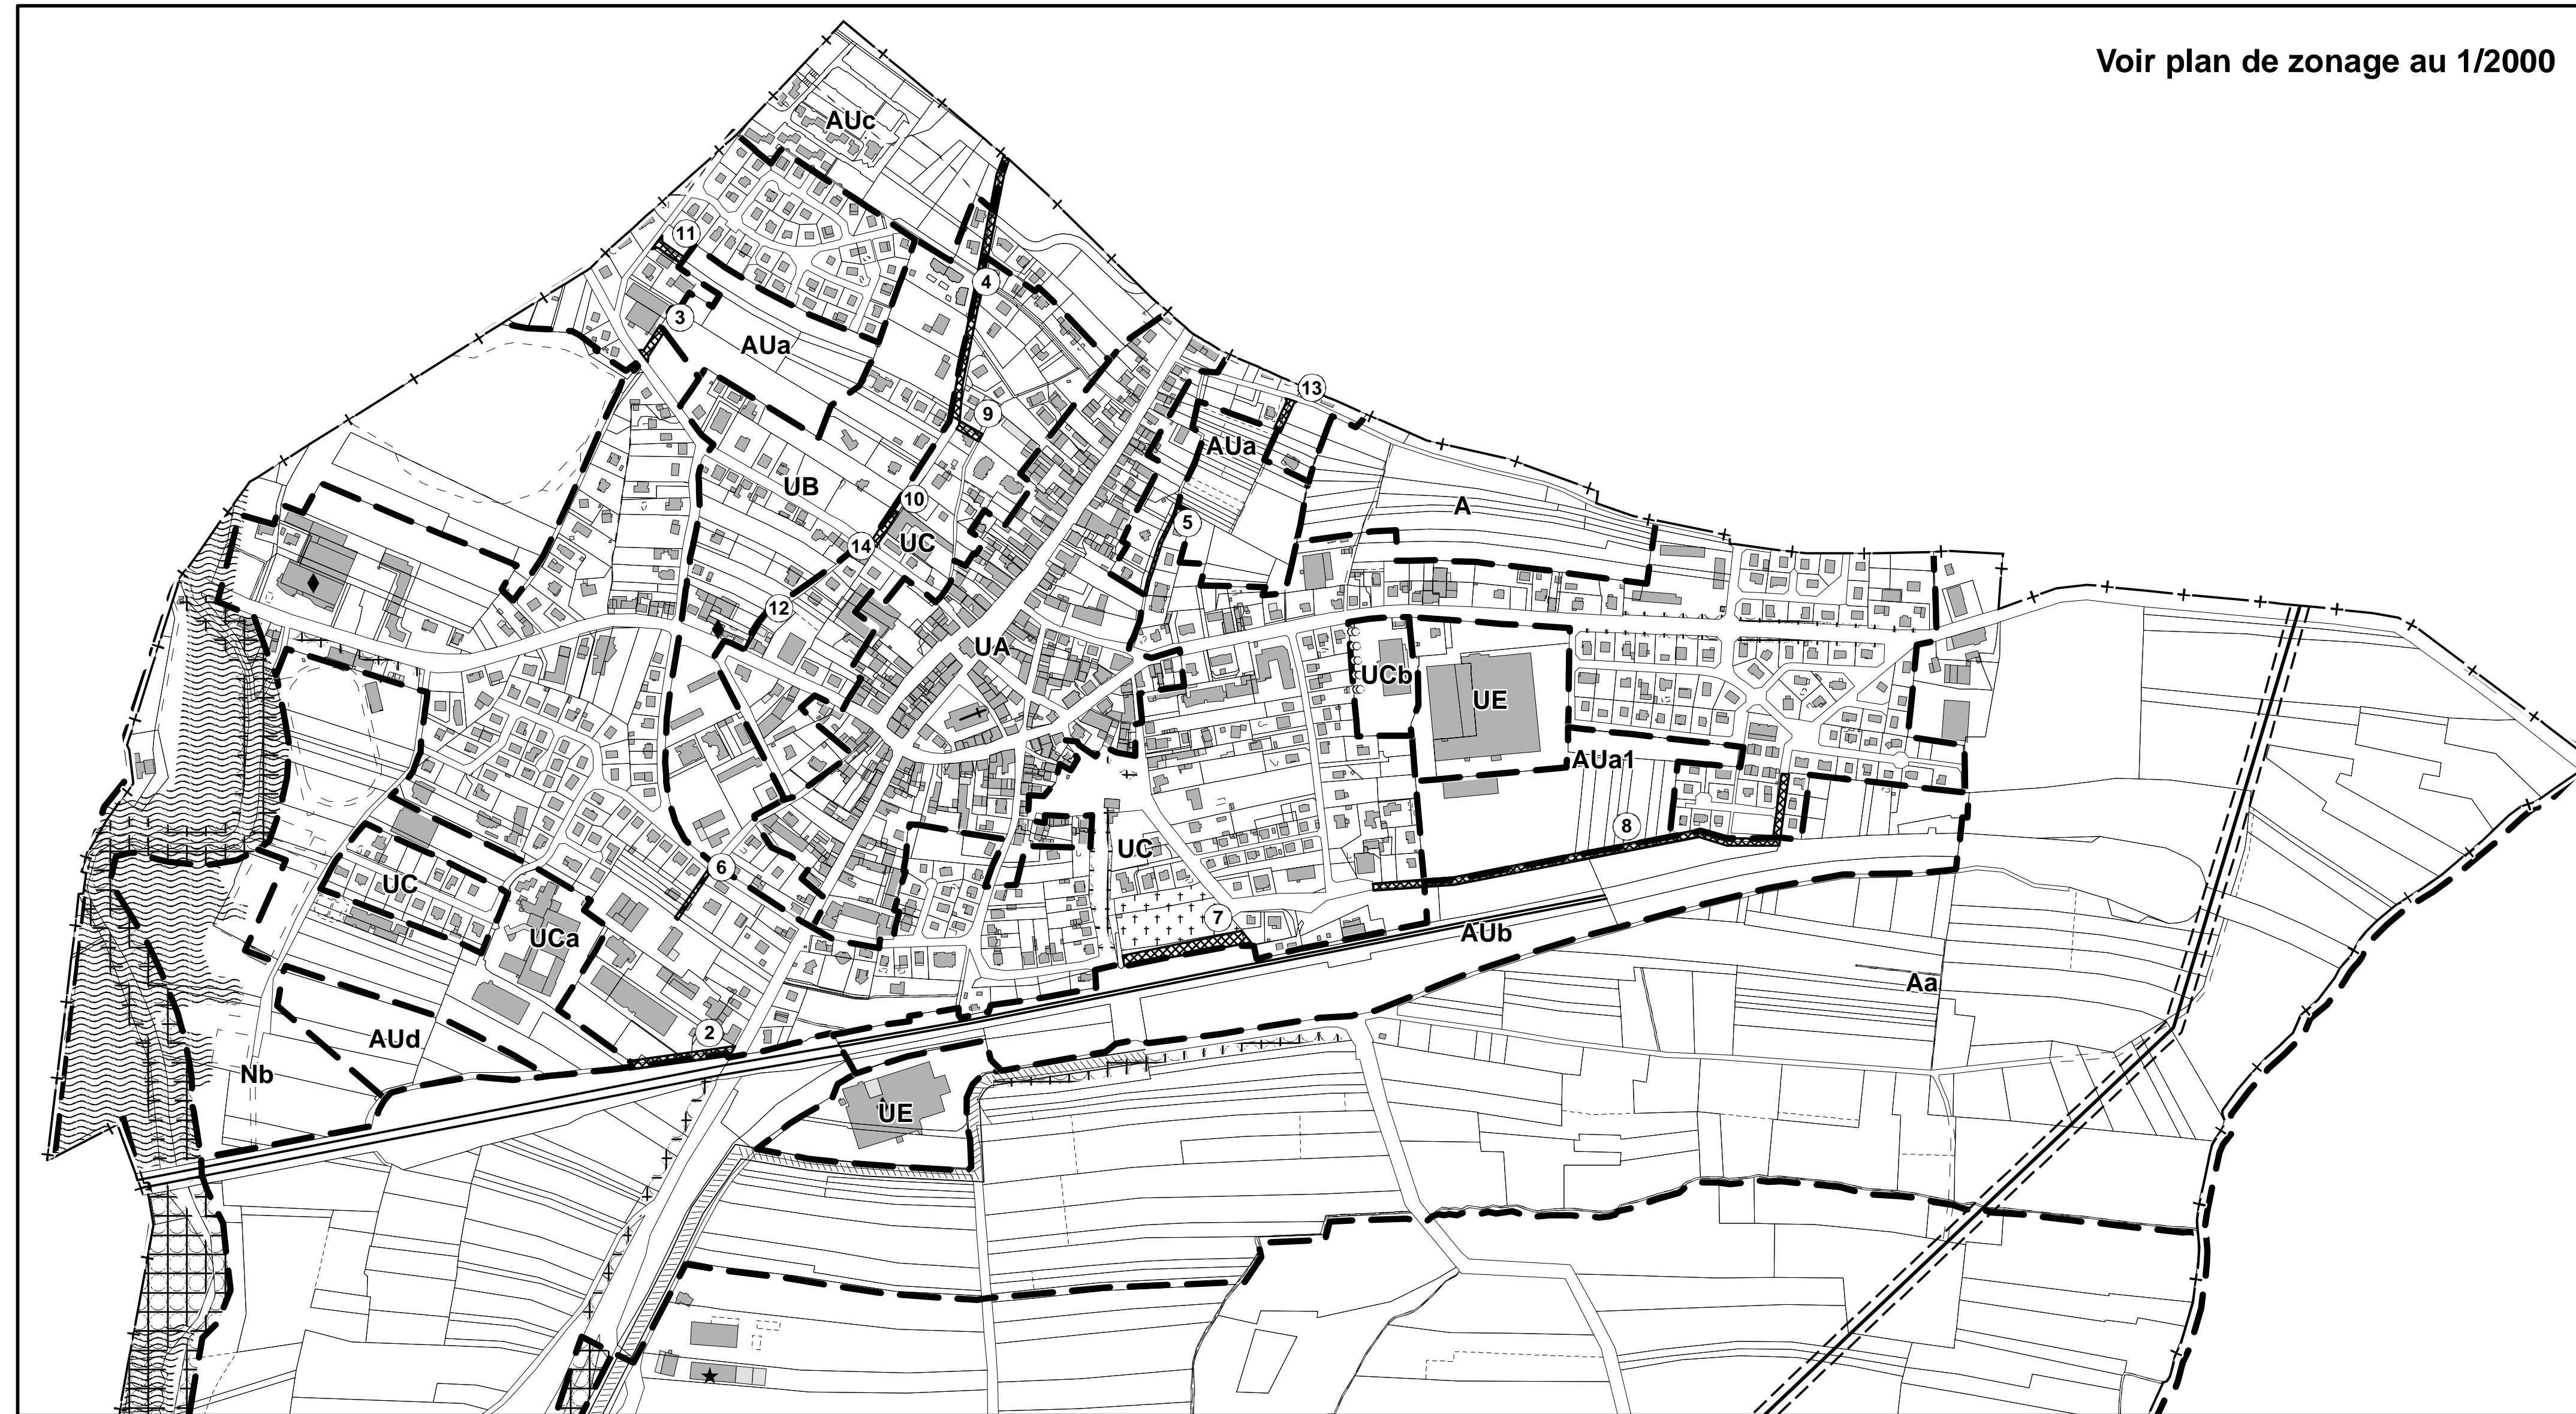 Voir plan de zonage au 1/2000
AUc
11
4
3
AUa
13
9
AUa
UB
10
A
5
14
UC
12
UA
UCb
UE
AUa1
8
UC
6
UC
7
AUb
UCa
Aa
2
AUd
Nb
UE